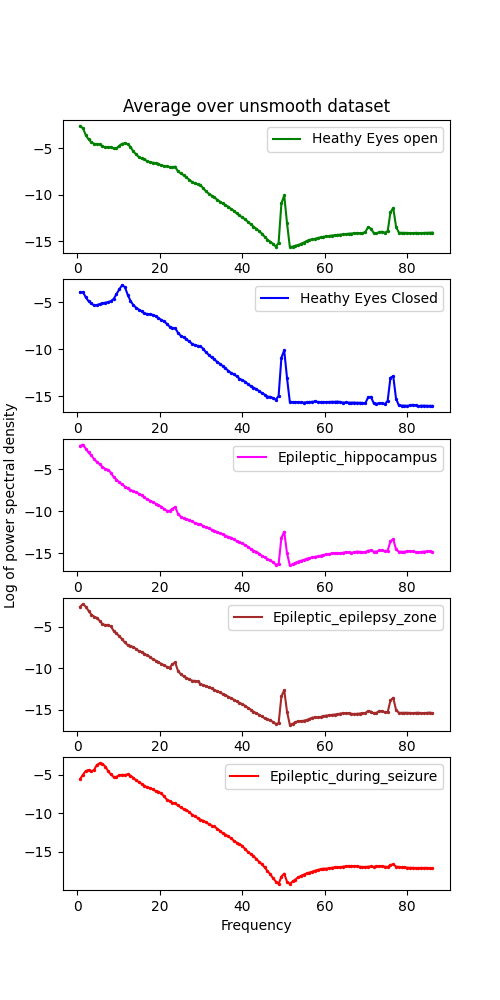 Average over unsmooth dataset
Heathy Eyes open
−5
−10
−15
0 20 40 60 80
Heathy Eyes Closed
−5
−10
−15
0 20 40 60 80
Log of power spectral density
Epileptic_hippocampus
−5
−10
−15
0 20 40 60 80
Epileptic_epilepsy_zone
−5
−10
−15
0 20 40 60 80
Epileptic_during_seizure
−5
−10
−15
0 20 40 60 80
Frequency